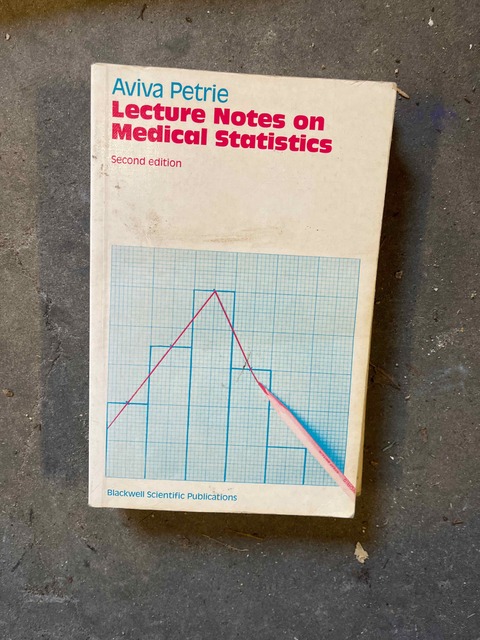 Aviva Petrie
Lecture Notes on
Medical Statistics
Second edition
Blackwell Scientific Publications